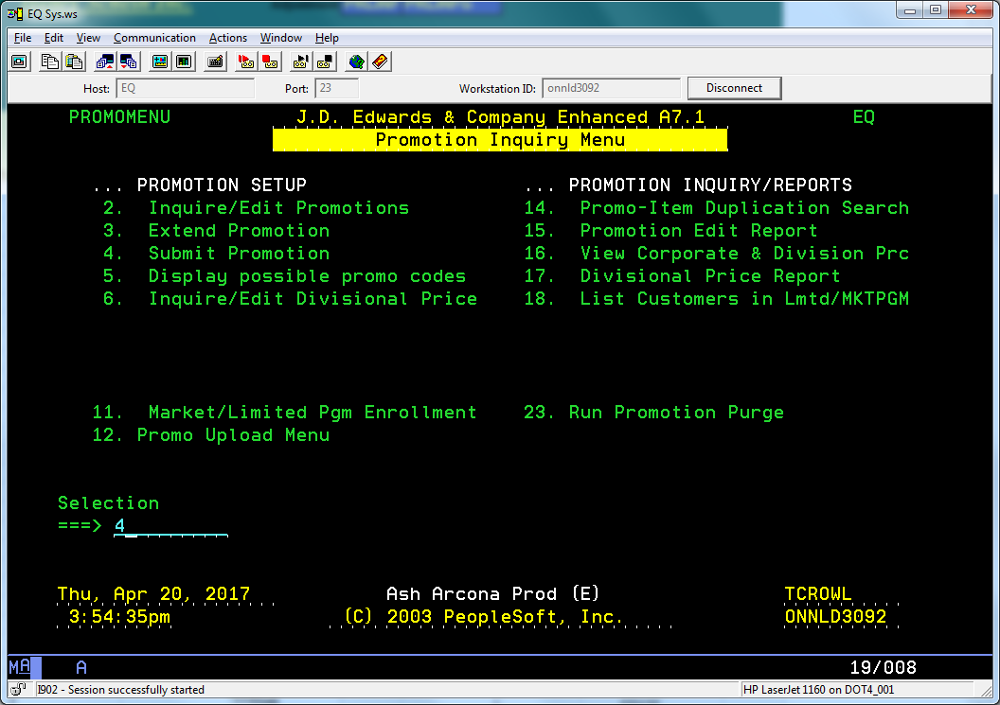 EQ Sys.ws
File Edit View Communication Actions Window Help
Host: EQ Port: 23 Workstation ID: onnld3092 Disconnect
PROMOMENU J.D. Edwards & Company Enhanced A7.1 EQ
Promotion Inquiry Menu
... PROMOTION SETUP ... PROMOTION INQUIRY/REPORTS
2. Inquire/Edit Promotions 14. Promo-Item Duplication Search
3. Extend Promotion 15. Promotion Edit Report
4. Submit Promotion 16. View Corporate & Division Prc
5. Display possible promo codes 17. Divisional Price Report
6. Inquire/Edit Divisional Price 18. List Customers in Lmtd/MKTPGM
11. Market/Limited Pgm Enrollment 23. Run Promotion Purge
12. Promo Upload Menu
Selection
===> 4
Thu, Apr 20, 2017 Ash Arcona Prod (E) TCROWL
3:54:35pm (C) 2003 PeopleSoft, Inc. ONNLD3092
MA A 19/008
I902 - Session successfully started HP LaserJet 1160 on DOT4_001